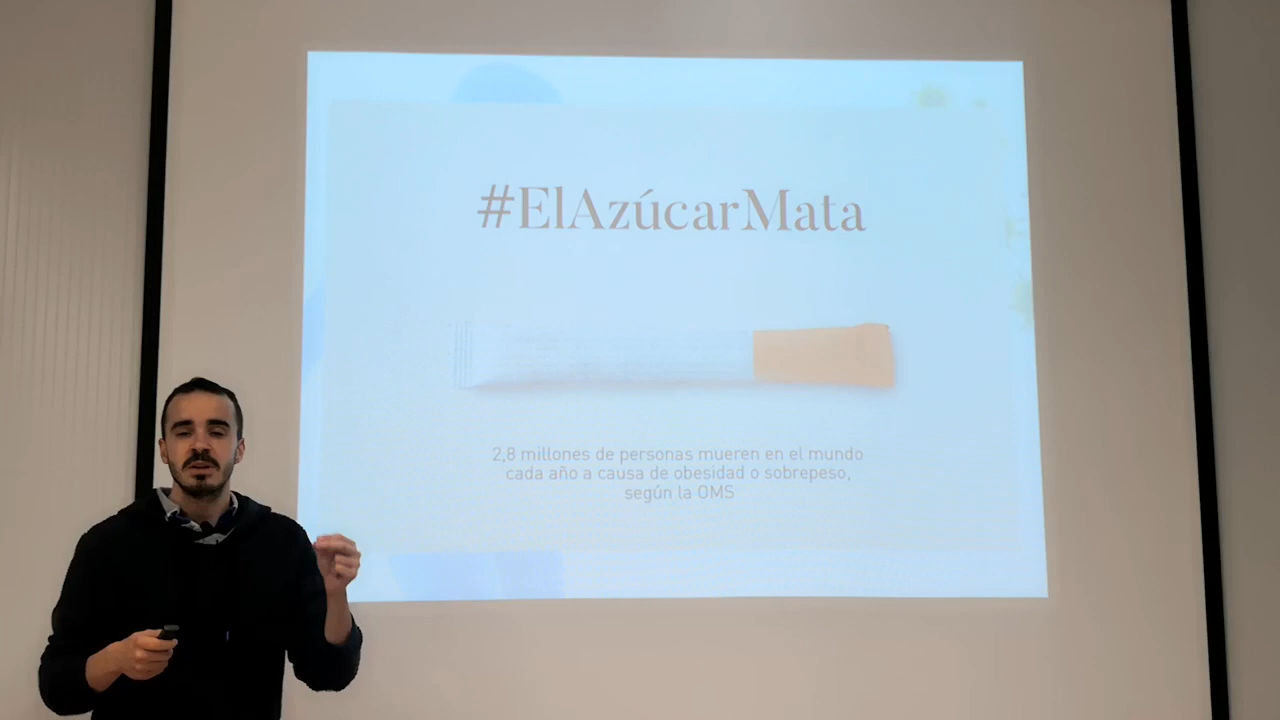 #ElAzúcarMata
2,8 millones de personas mueren en el mundo
cada año a causa de obesidad o sobrepeso,
según la OMS